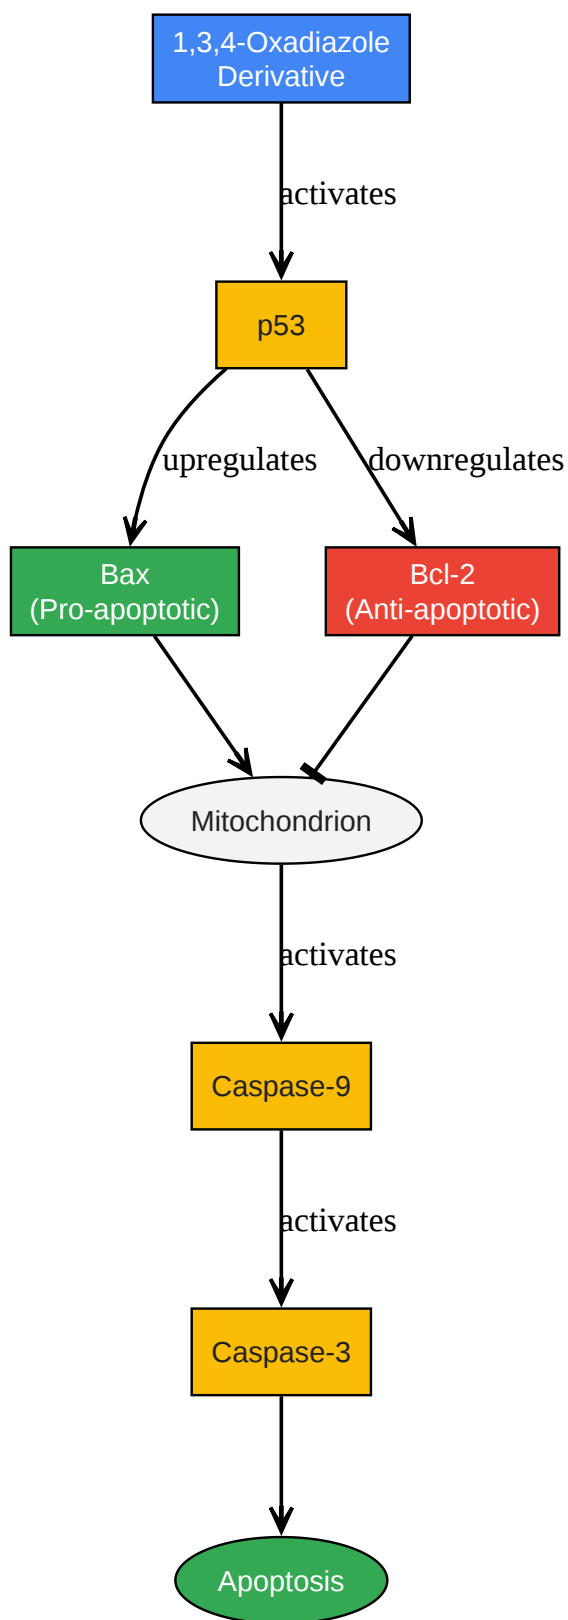 1,3,4-Oxadiazole
Derivative
activates
p53
upregulates
downregulates
Bax
(Pro-apoptotic)
Bcl-2
(Anti-apoptotic)
Mitochondrion
activates
Caspase-9
activates
Caspase-3
Apoptosis